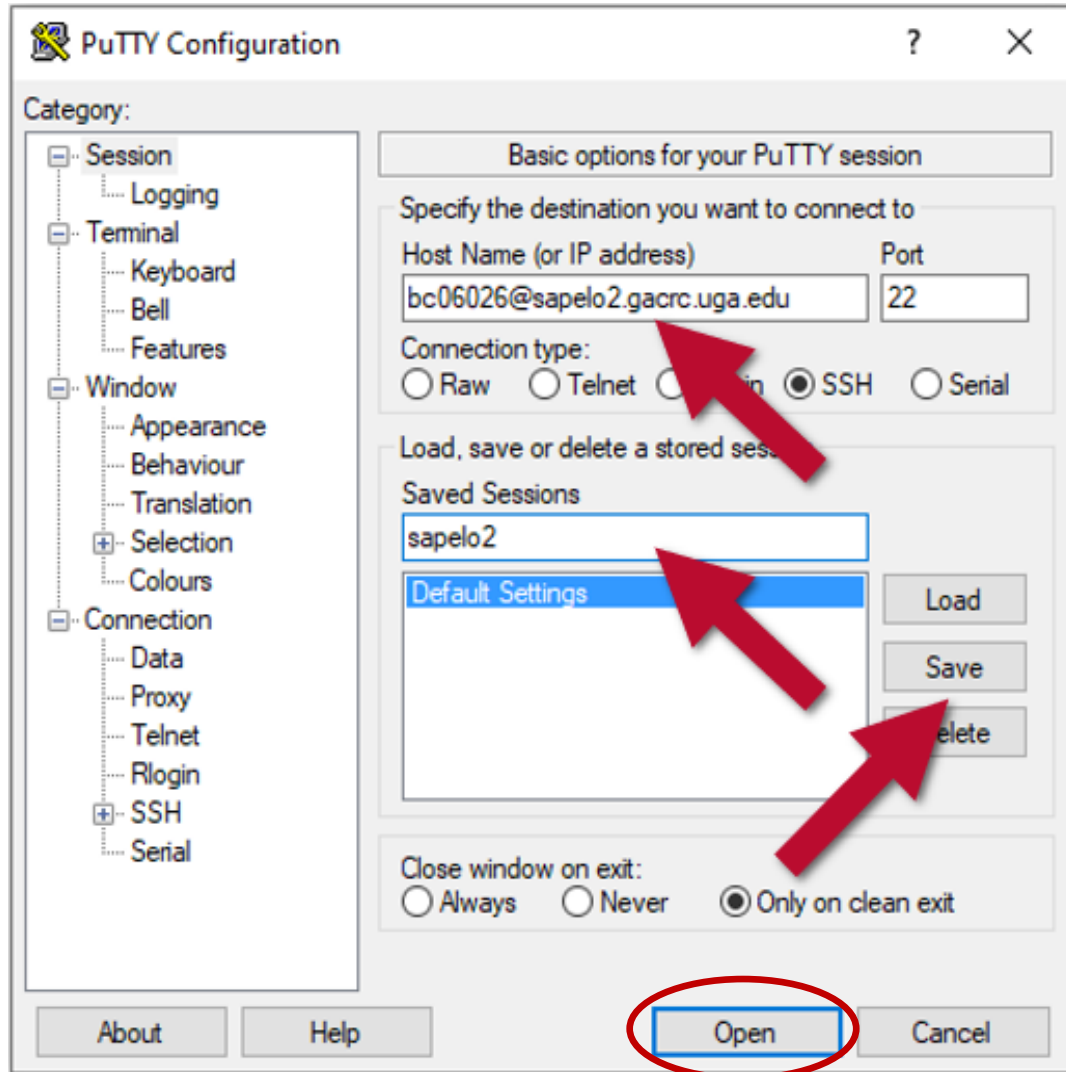 PuTTY Configuration ?
Category:
Session
Logging
Terminal
Keyboard
Bell
Features
Window
Appearance
Behaviour
Translation
Selection
Colours
Connection
Data
Proxy
Telnet
Rlogin
SSH
Serial
Basic options for your PuTTY session
Specify the destination you want to connect to
Host Name (or IP address) Port
bc06026@sapelo2.gacrc.uga.edu 22
Connection type:
Raw Telnet SSH Serial
Load, save or delete a stored
Saved Sessions
sapelo2
Default Settings
Load
Save
Close window on exit:
Always Never Only on clean exit
About Help Open Cancel